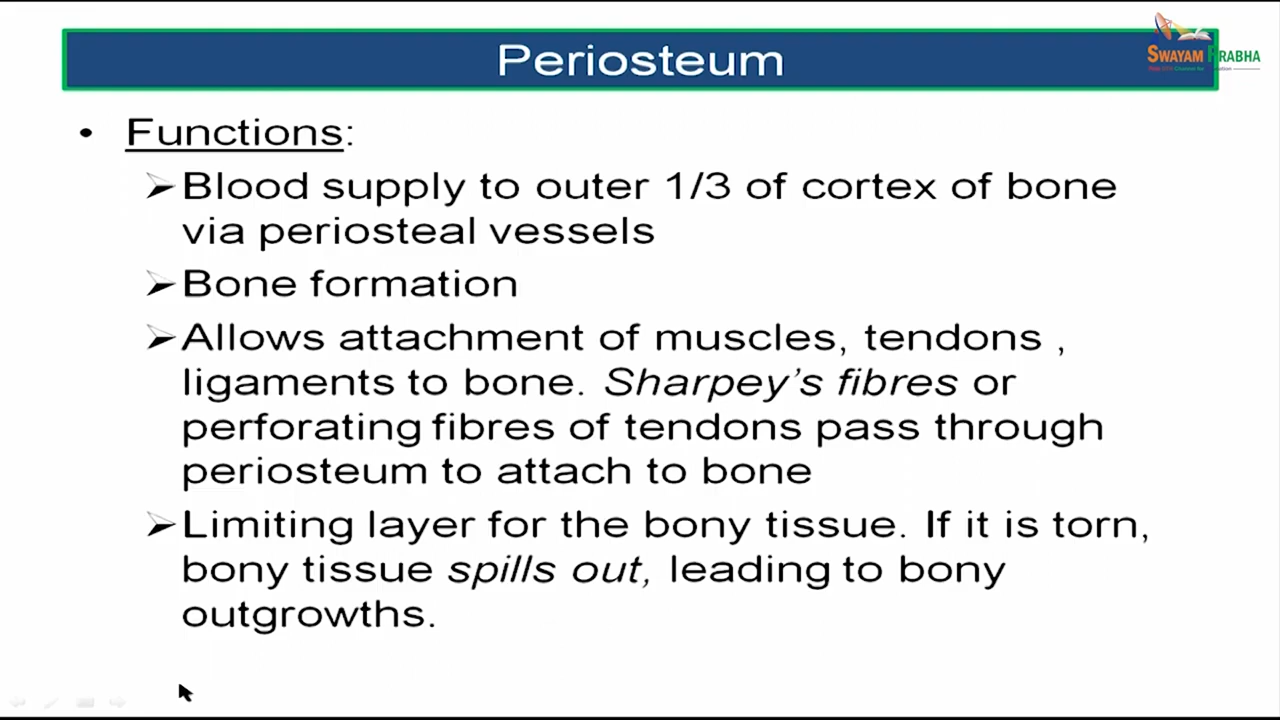 Periosteum
SWAYAM PRABHA
• Functions:
➢Blood supply to outer 1/3 of cortex of bone
via periosteal vessels
➢Bone formation
➢Allows attachment of muscles, tendons ,
ligaments to bone. Sharpey's fibres or
perforating fibres of tendons pass through
periosteum to attach to bone
➢Limiting layer for the bony tissue. If it is torn,
bony tissue spills out, leading to bony
outgrowths.